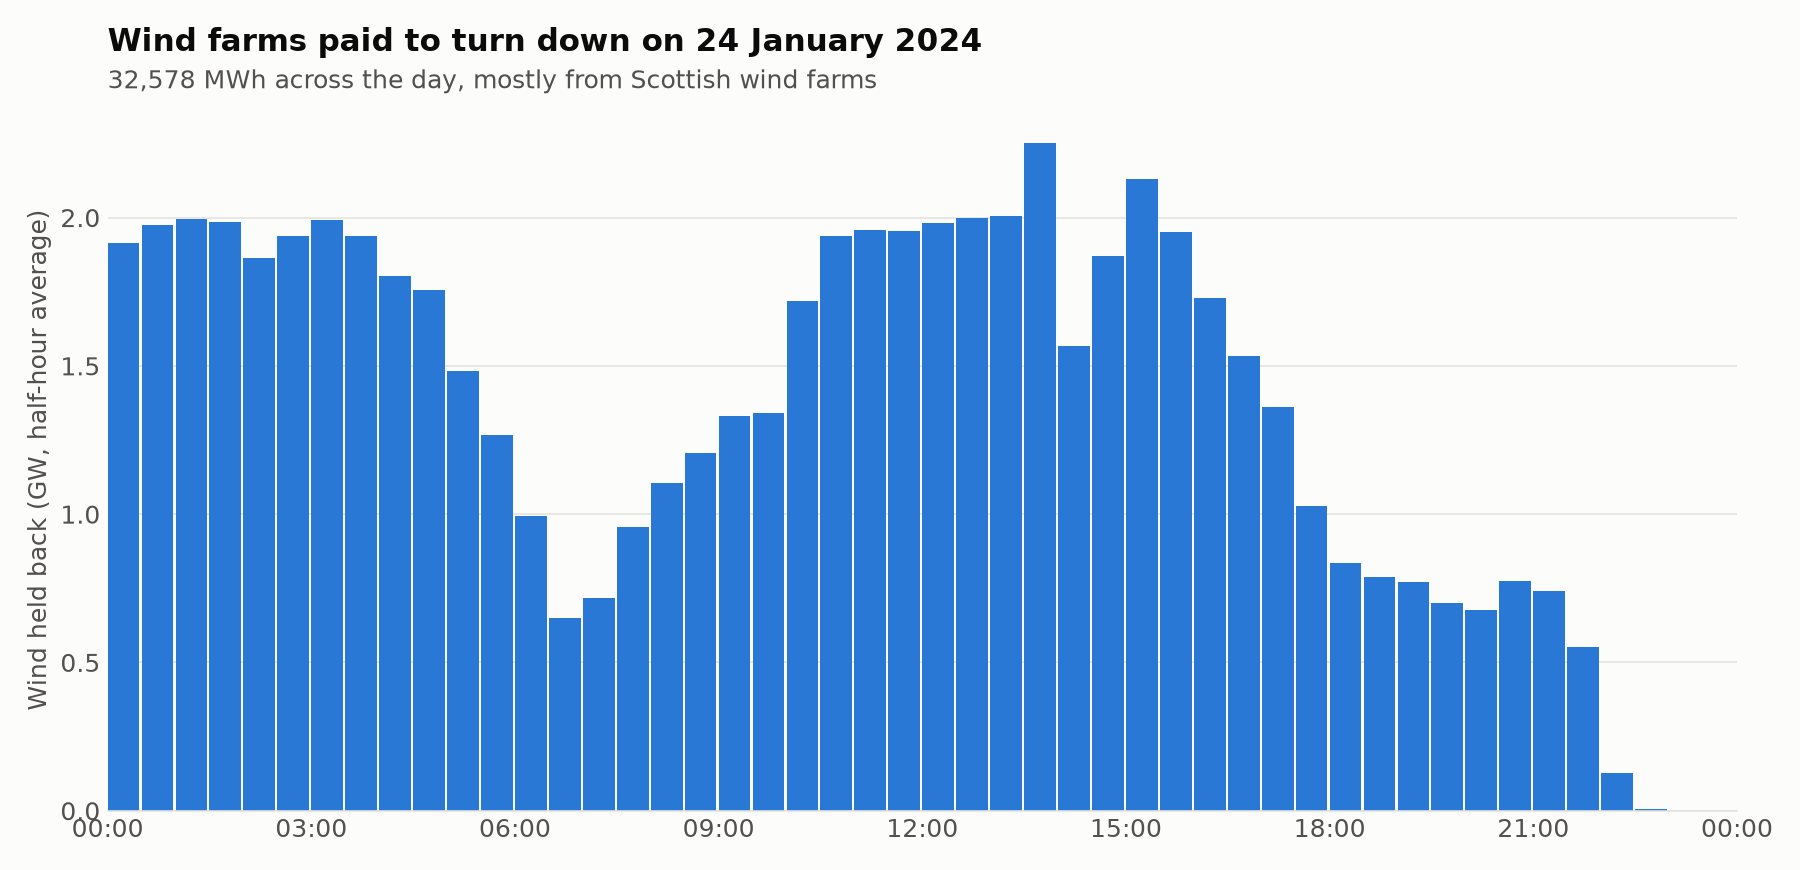 Wind farms paid to turn down on 24 January 2024
32,578 MWh across the day, mostly from Scottish wind farms
Wind held back (GW, half-hour average)
2.0
1.5
1.0
0.5
0.0
00:00 03:00 06:00 09:00 12:00 15:00 18:00 21:00 00:00